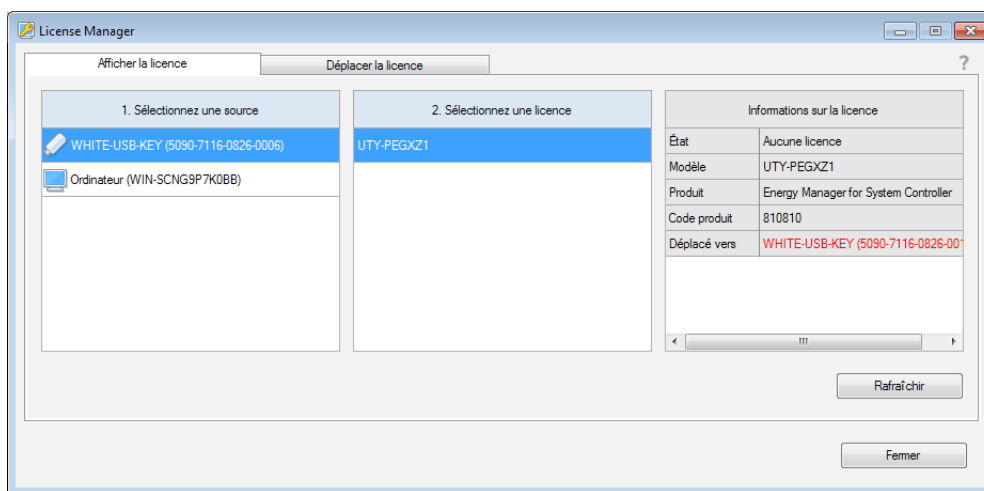 License Manager
Afficher la licence
Déplacer la licence
?
1. Sélectionnez une source
WHITE-USB-KEY (5090-7116-0826-0006)
Ordinateur (WIN-SCNG9P7K0BB)
2. Sélectionnez une licence
UTY-PEGXZ1
Informations sur la licence
État Aucune licence
Modèle UTY-PEGXZ1
Produit Energy Manager for System Controller
Code produit 810810
Déplacé vers WHITE-USB-KEY (5090-7116-0826-001
Rafraîchir
Fermer